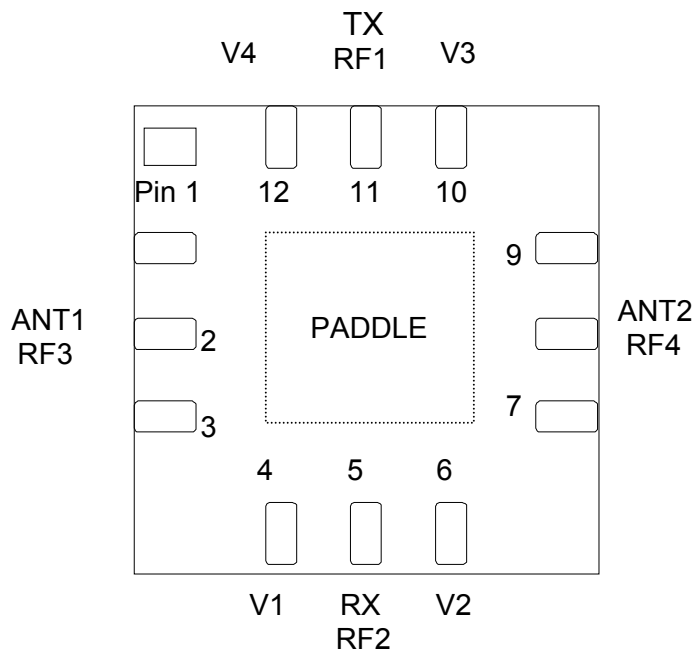 TX
V4 RF1 V3
Pin 1 12 11 10
9
ANT1 ANT2
RF3 2 PADDLE RF4
3 7
4 5 6
V1 RX V2
RF2